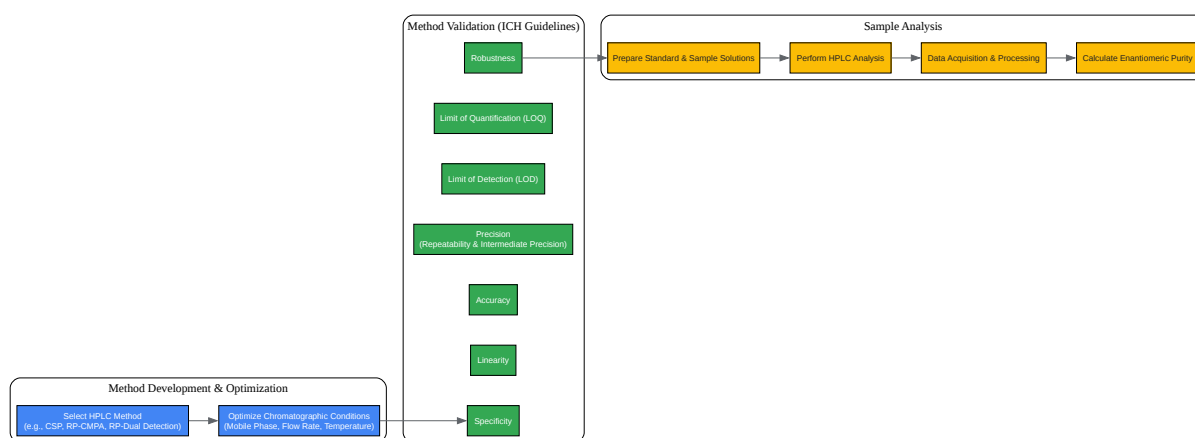 Method Development & Optimization
Select HPLC Method
(e.g., CSP, RP-CMPA, RP-Dual Detection)
Optimize Chromatographic Conditions
(Mobile Phase, Flow Rate, Temperature)
Method Validation (ICH Guidelines)
Robustness
Limit of Quantification (LOQ)
Limit of Detection (LOD)
Precision
(Repeatability & Intermediate Precision)
Accuracy
Linearity
Specificity
Sample Analysis
Prepare Standard & Sample Solutions
Perform HPLC Analysis
Data Acquisition & Processing
Calculate Enantiomeric Purity